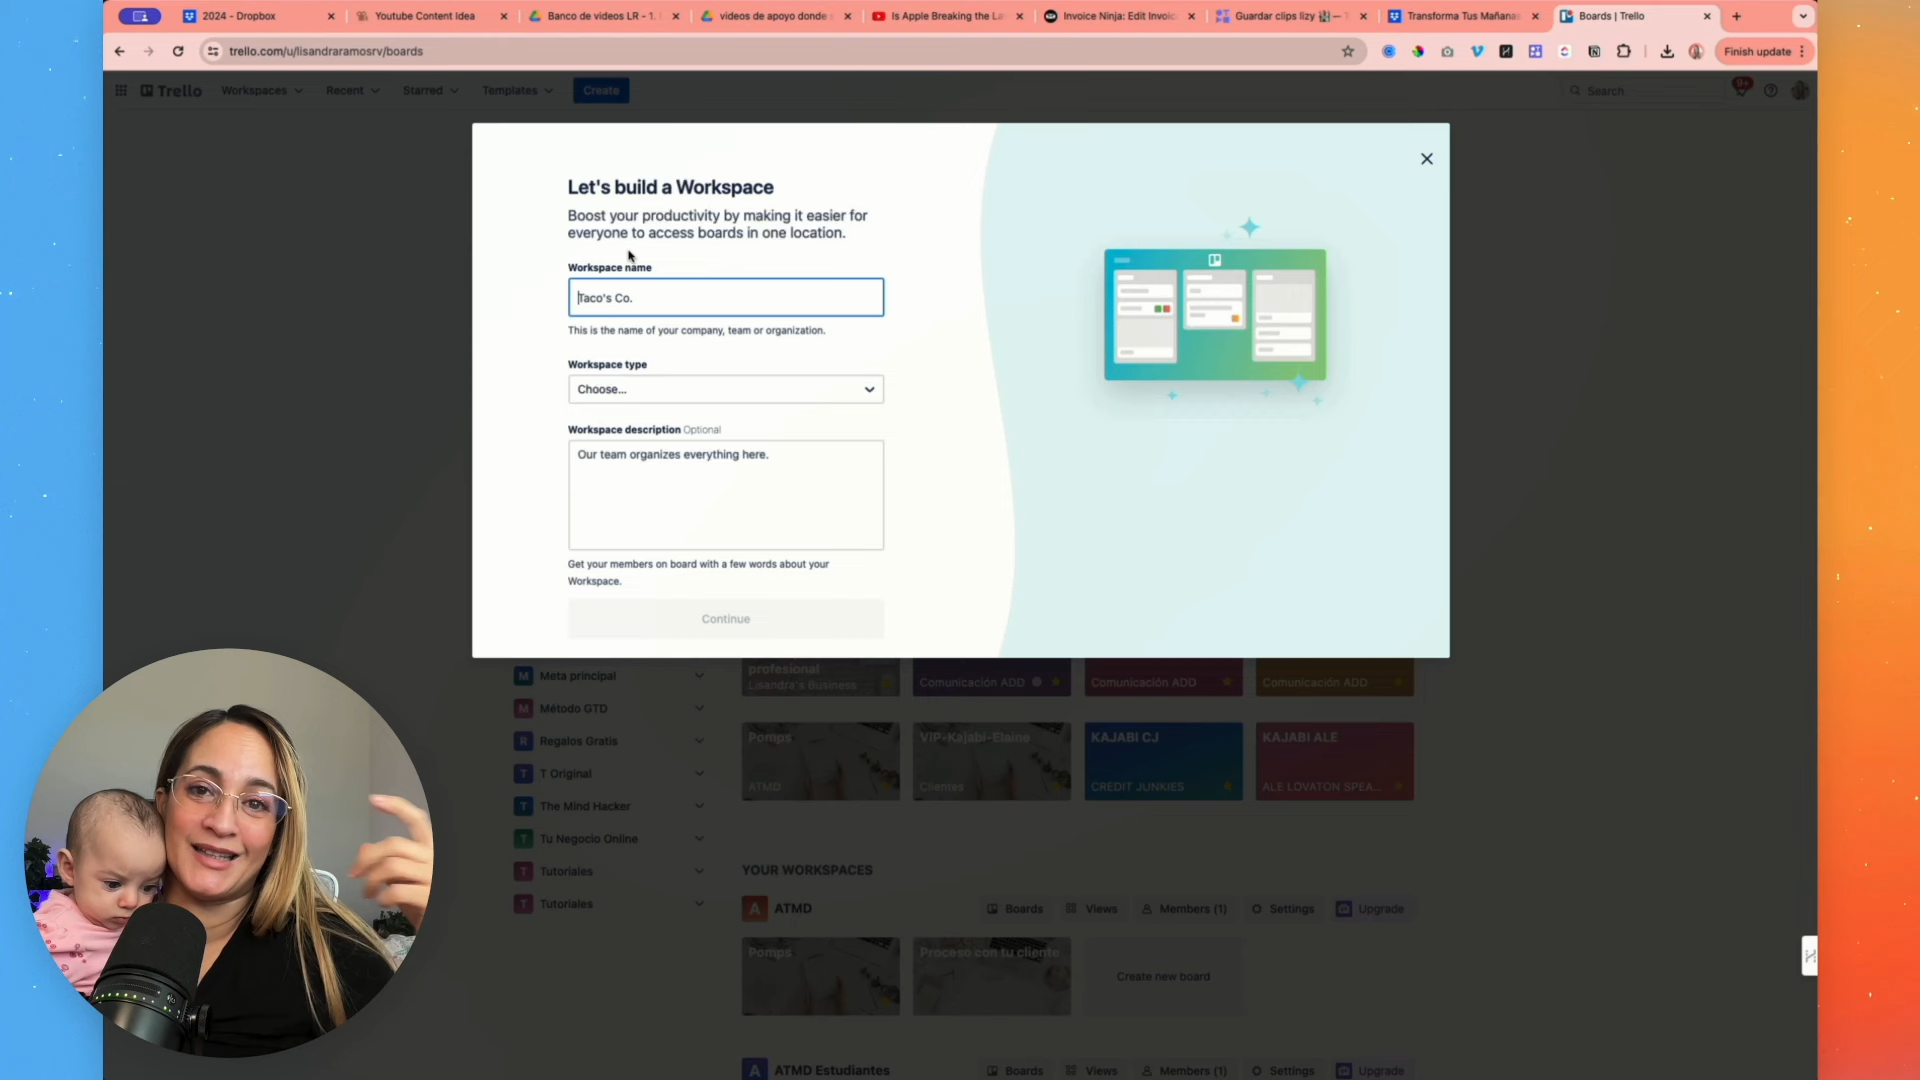 2024 - Dropbox
Youtube Content Idea
Banco de videos LR - 1.
videos de apoyo donde
Is Apple Breaking the La
Invoice Ninja: Edit Invoic
Guardar clips lizy
Transforma Tus Mañanas
Boards | Trello
trello.com/u/lisandraramosrv/boards
Finish update
Trello
Workspaces
Recent
Starred
Templates
Create
Search
9+
Let's build a Workspace
Boost your productivity by making it easier for
everyone to access boards in one location.
Workspace name
Taco's Co.
This is the name of your company, team or organization.
Workspace type
Choose...
Workspace description Optional
Our team organizes everything here.
Get your members on board with a few words about your
Workspace.
Continue
M Meta principal
M Método GTD
R Regalos Gratis
T T Original
T The Mind Hacker
T Tu Negocio Online
T Tutoriales
T Tutoriales
profesional
Lisandra's Business
Comunicación ADD
Comunicación ADD
Comunicación ADD
Pomps
ATMD
VIP-Kajabi-Elaine
Clientes
KAJABI CJ
CREDIT JUNKIES
KAJABI ALE
ALE LOVATON SPEA...
YOUR WORKSPACES
A ATMD
Boards
Views
Members (1)
Settings
Upgrade
Pomps
Proceso con tu cliente
Create new board
A ATMD Estudiantes
Boards
Views
Members (1)
Settings
Upgrade